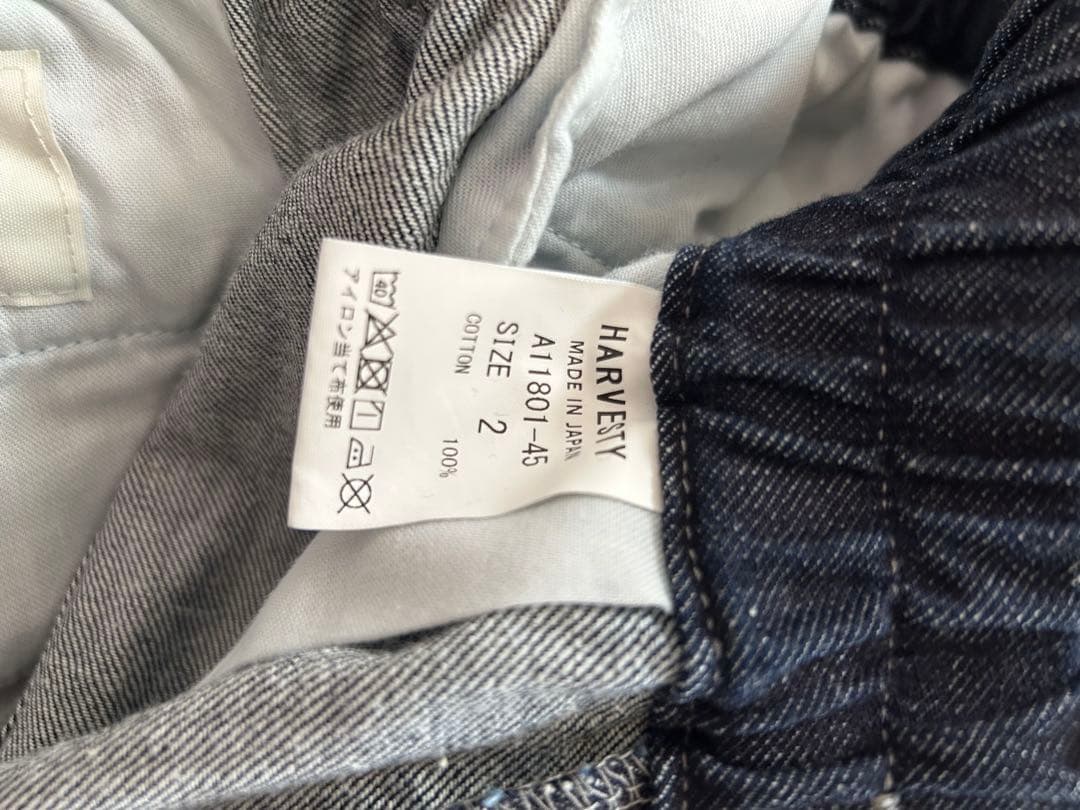 HARVESTY
MADE IN JAPAN
A11801-45
SIZE 2
COTTON 100%
40
アイロン当て布使用